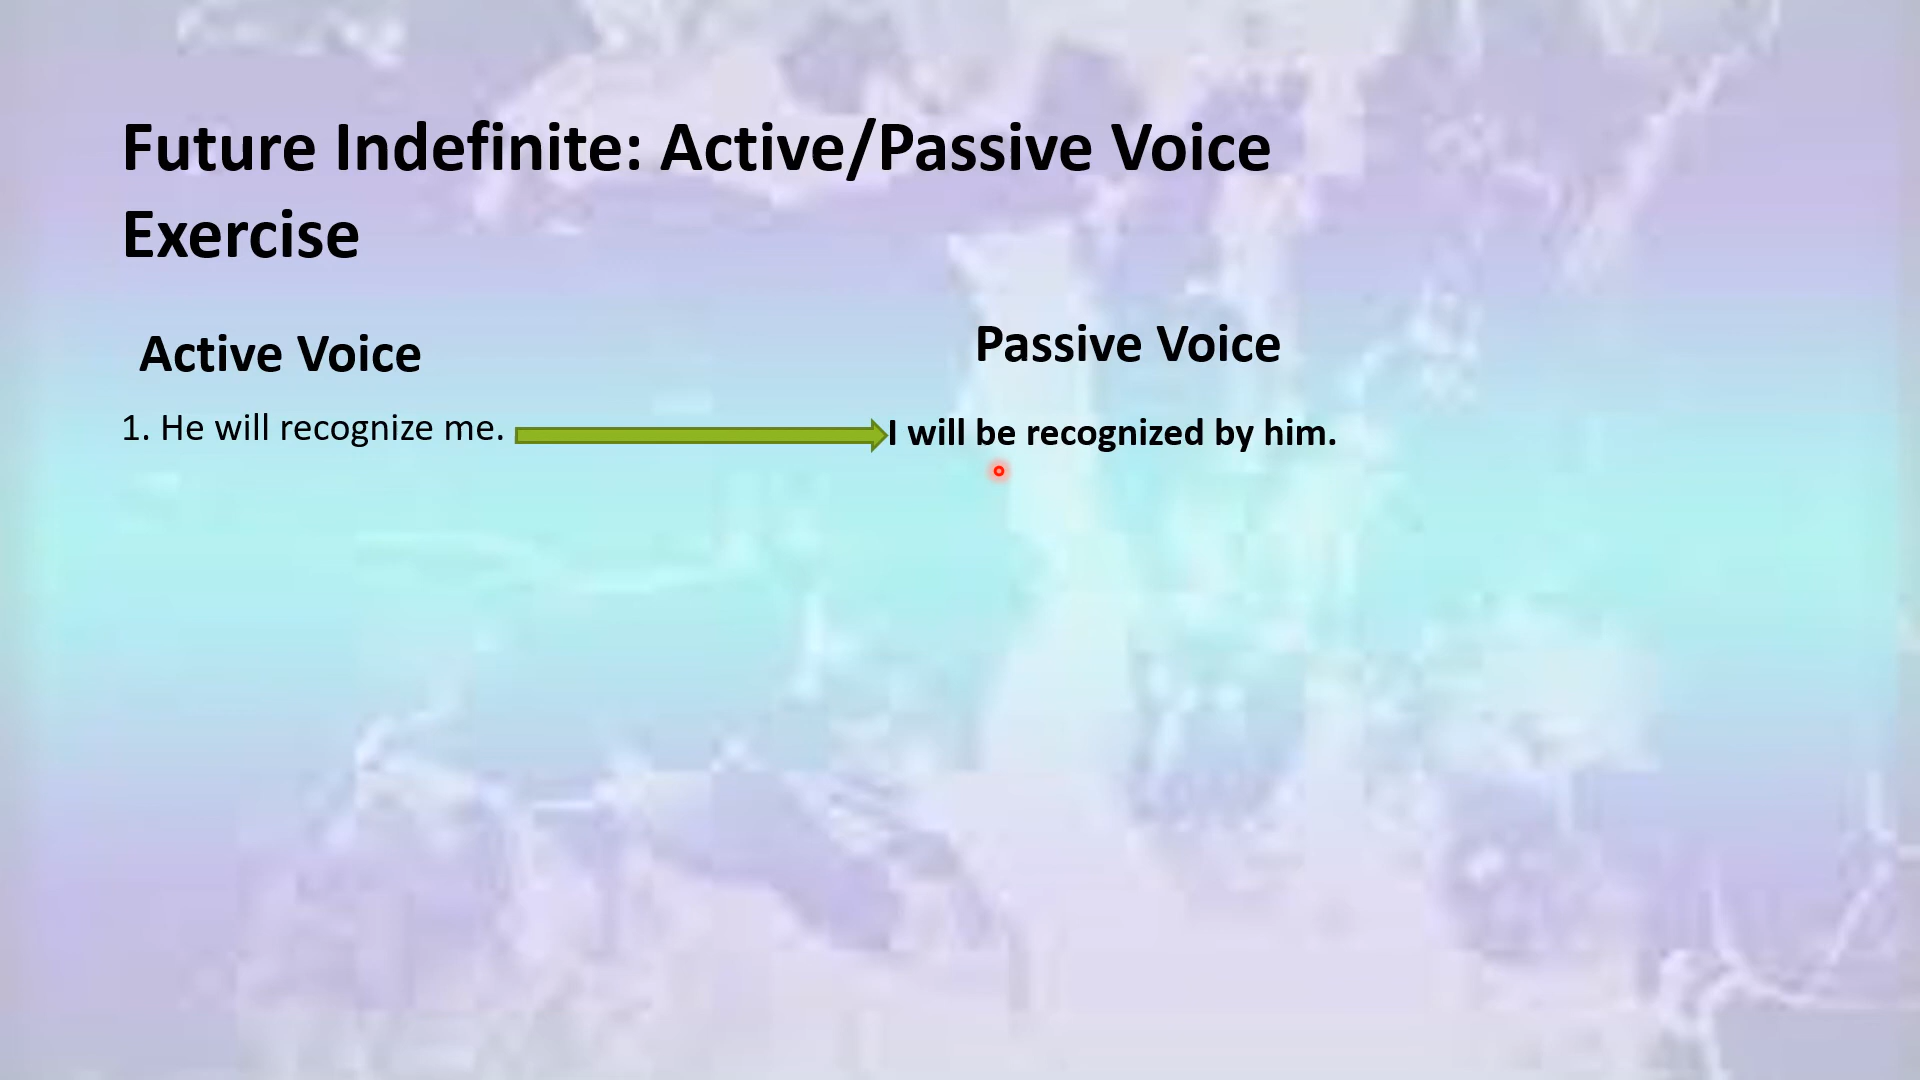 Future Indefinite: Active/Passive Voice
Exercise
Active Voice
Passive Voice
1. He will recognize me.
I will be recognized by him.